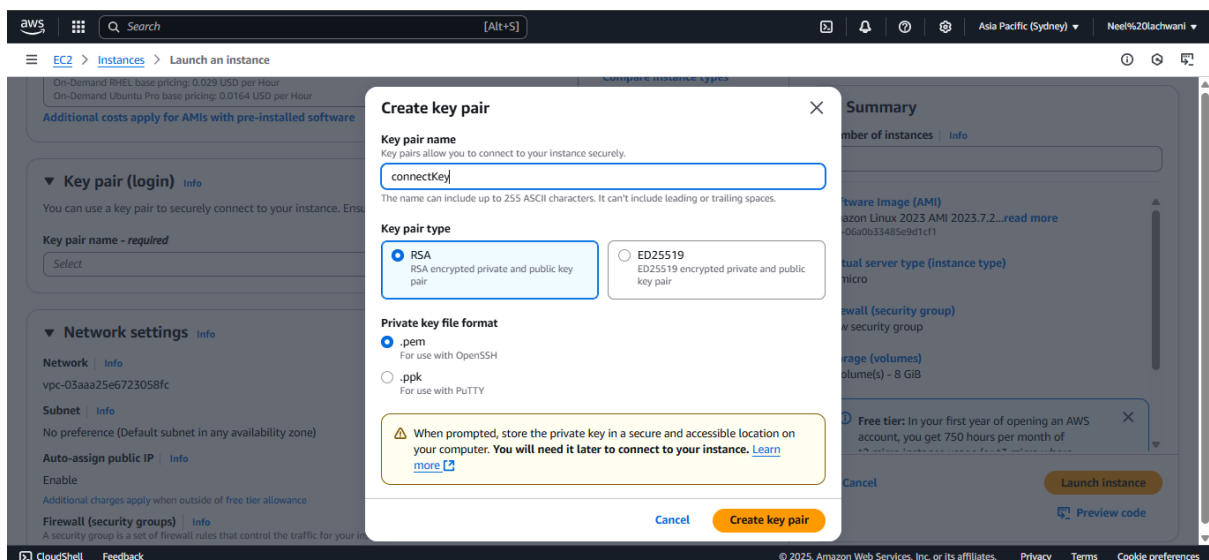 aws
Search [Alt+S]
Asia Pacific (Sydney)
Neel%20lachwani
EC2 > Instances > Launch an instance
On-Demand RHEL base pricing: 0.029 USD per Hour
On-Demand Ubuntu Pro base pricing: 0.0164 USD per Hour
Additional costs apply for AMIs with pre-installed software
Compare instance types
Key pair (login) Info
You can use a key pair to securely connect to your instance. Ensu
Key pair name - required
Select
Network settings Info
Network Info
vpc-03aaa25e6723058fc
Subnet Info
No preference (Default subnet in any availability zone)
Auto-assign public IP Info
Enable
Additional charges apply when outside of free tier allowance
Firewall (security groups) Info
A security group is a set of firewall rules that control the traffic for your in
Create key pair
Key pair name
Key pairs allow you to connect to your instance securely.
connectKey
The name can include up to 255 ASCII characters. It can't include leading or trailing spaces.
Key pair type
RSA
RSA encrypted private and public key
pair
ED25519
ED25519 encrypted private and public
key pair
Private key file format
.pem
For use with OpenSSH
.ppk
For use with PuTTY
When prompted, store the private key in a secure and accessible location on
your computer. You will need it later to connect to your instance. Learn
more
Cancel
Create key pair
Summary
mber of instances Info
ftware Image (AMI)
azon Linux 2023 AMI 2023.7.2...read more
-06a0b33485e9d1cf1
tual server type (instance type)
micro
ewall (security group)
w security group
rage (volumes)
olume(s) - 8 GiB
Free tier: In your first year of opening an AWS
account, you get 750 hours per month of
Cancel
Launch instance
Preview code
CloudShell Feedback
© 2025, Amazon Web Services, Inc. or its affiliates. Privacy Terms Cookie preferences